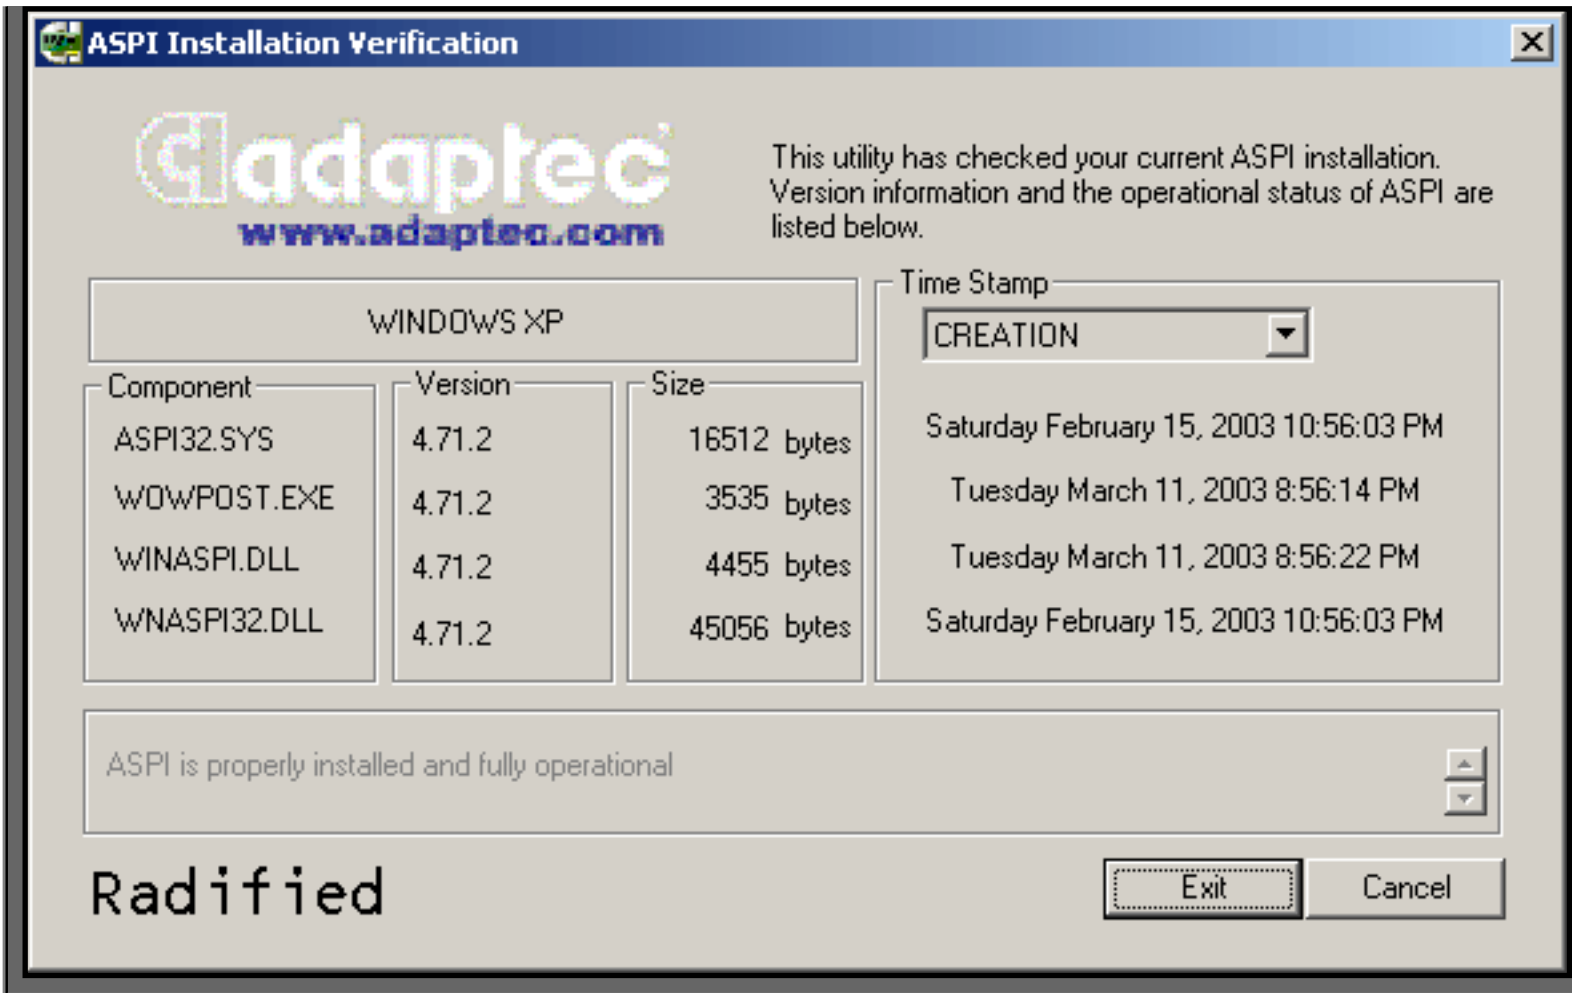 ASPI Installation Verification
adaptec
www.adaptec.com
This utility has checked your current ASPI installation.
Version information and the operational status of ASPI are
listed below.
WINDOWS XP
Time Stamp
CREATION
Component
Version
Size
ASPI32.SYS 4.71.2 16512 bytes Saturday February 15, 2003 10:56:03 PM
WOWPOST.EXE 4.71.2 3535 bytes Tuesday March 11, 2003 8:56:14 PM
WINASPI.DLL 4.71.2 4455 bytes Tuesday March 11, 2003 8:56:22 PM
WNASPI32.DLL 4.71.2 45056 bytes Saturday February 15, 2003 10:56:03 PM
ASPI is properly installed and fully operational
Radified
Exit
Cancel